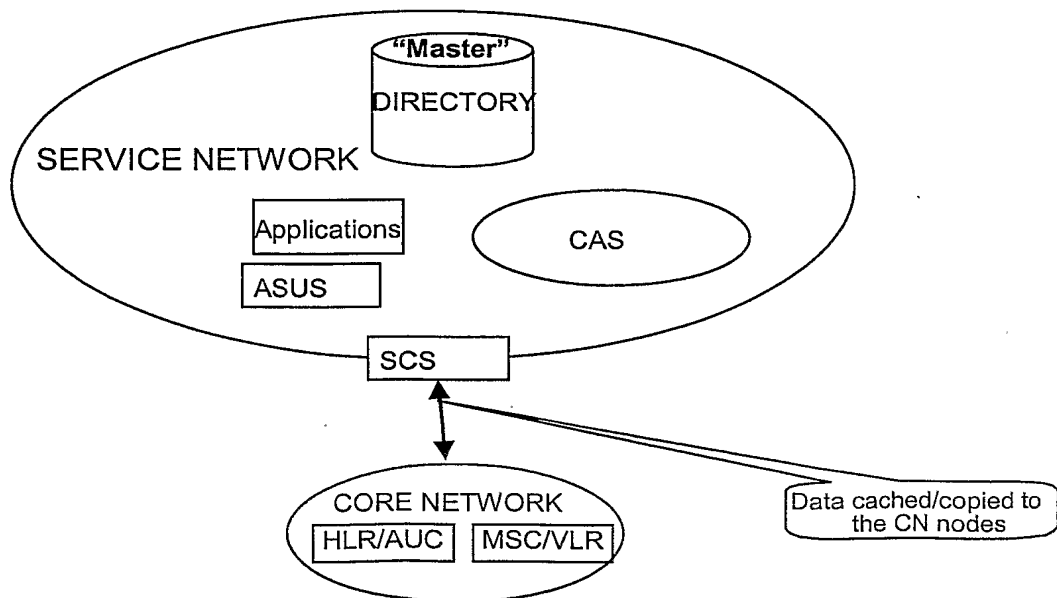 “Master”
DIRECTORY
SERVICE NETWORK
Applications
CAS
ASUS
SCS
CORE NETWORK
HLR/AUC
MSC/VLR
Data cached/copied to
the CN nodes